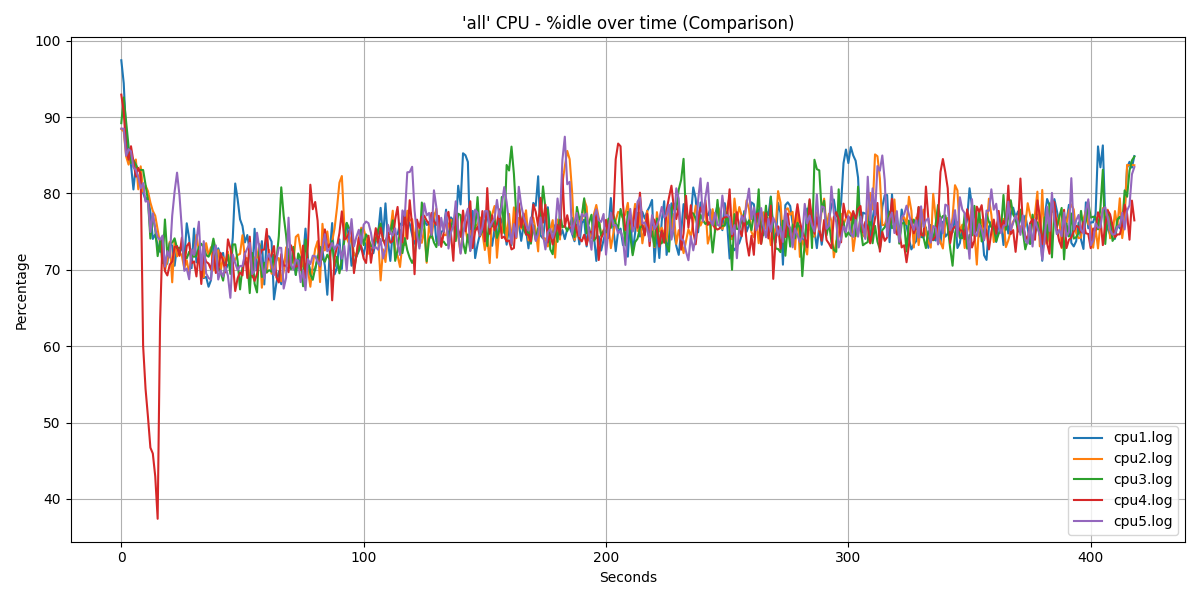 'all' CPU - %idle over time (Comparison)
100
90
80
70
60
50
40
Percentage
0
100
200
300
400
Seconds
cpu1.log
cpu2.log
cpu3.log
cpu4.log
cpu5.log